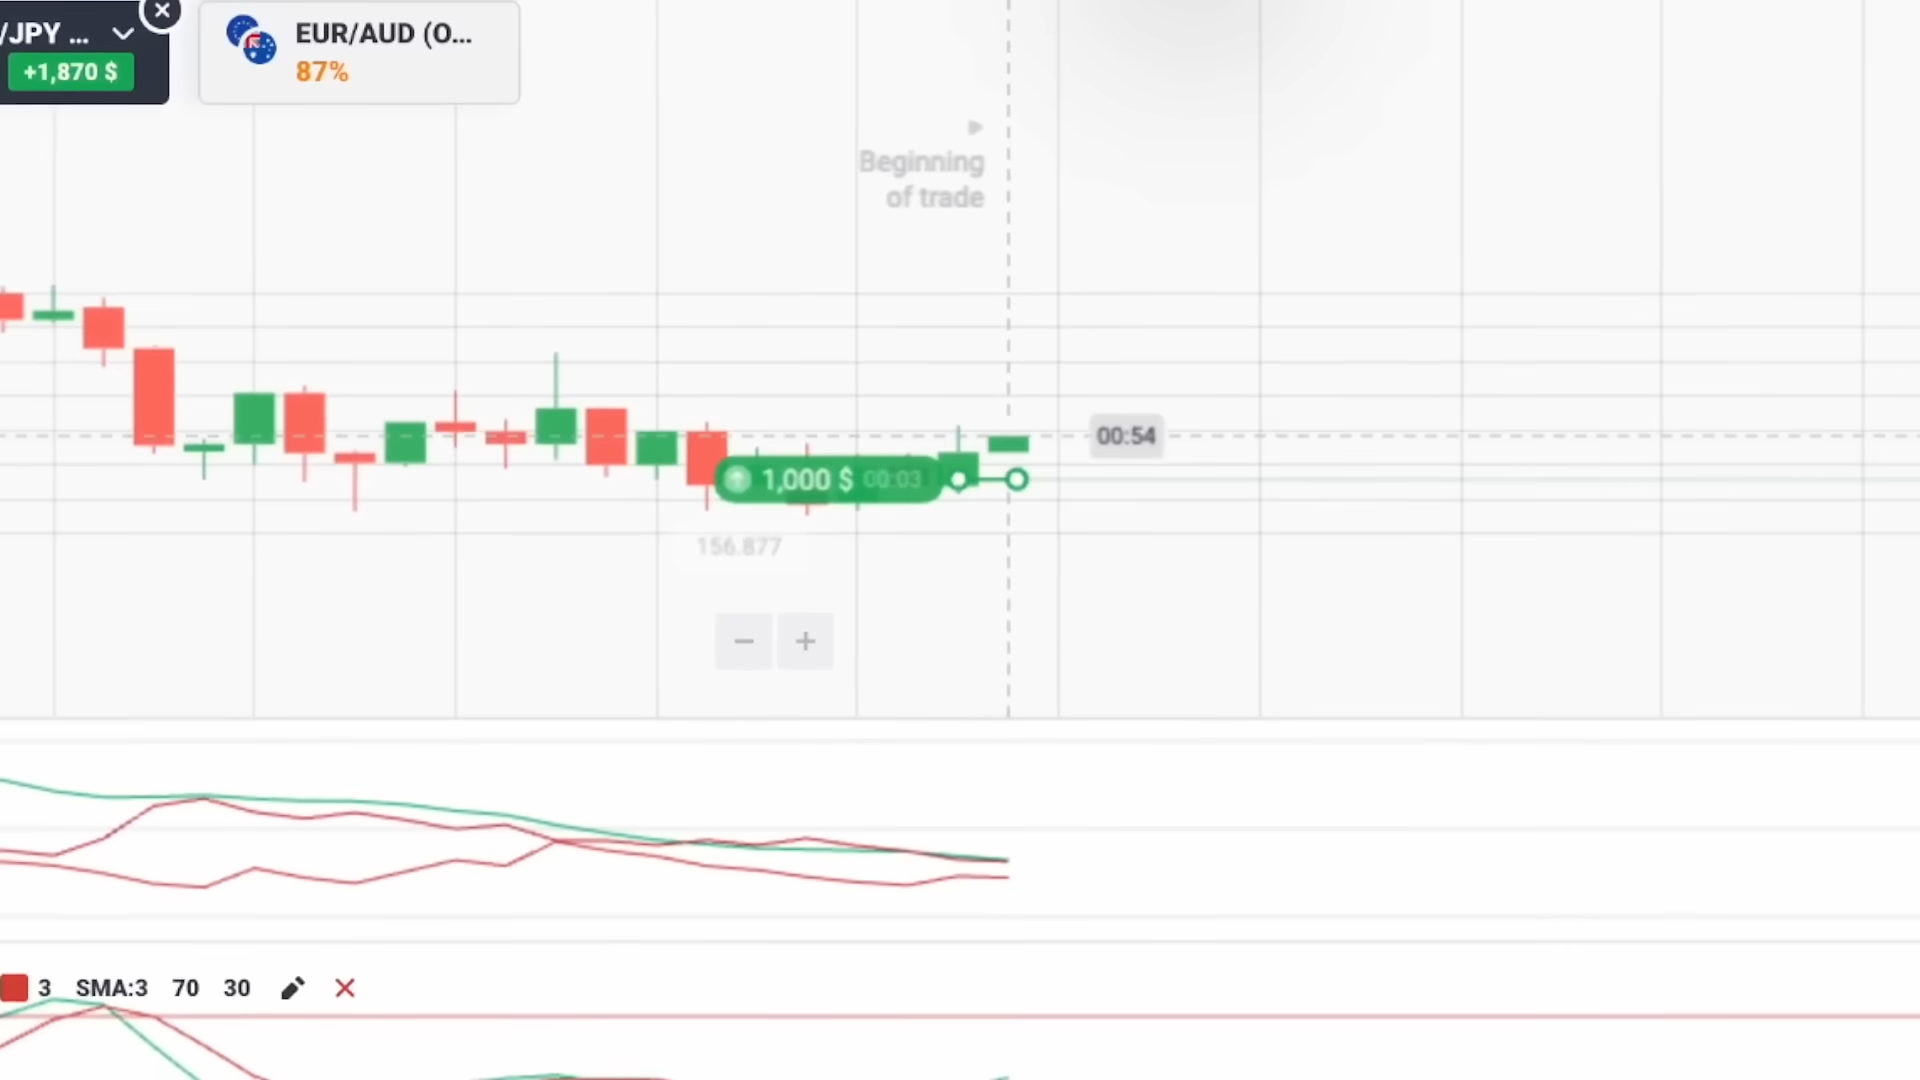 /JPY ...
+1,870 $
EUR/AUD (O...
87%
Beginning
of trade
00:54
1,000 $ 00:03
156.877
3 SMA:3 70 30